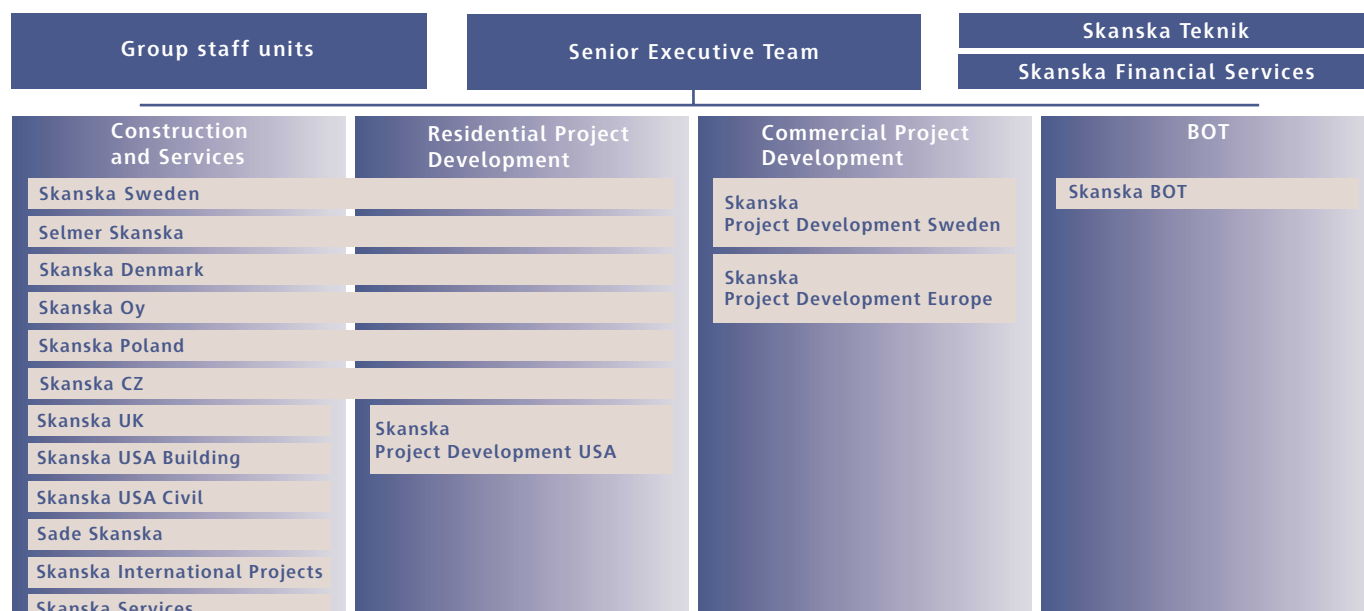 Group staff units
Senior Executive Team
Skanska Teknik
Skanska Financial Services
Construction
and Services
Residential Project
Development
Commercial Project
Development
BOT
Skanska Sweden
Selmer Skanska
Skanska Denmark
Skanska Oy
Skanska Poland
Skanska CZ
Skanska UK
Skanska USA Building
Skanska USA Civil
Sade Skanska
Skanska International Projects
Skanska Services
Skanska
Project Development USA
Skanska
Project Development Sweden
Skanska
Project Development Europe
Skanska BOT